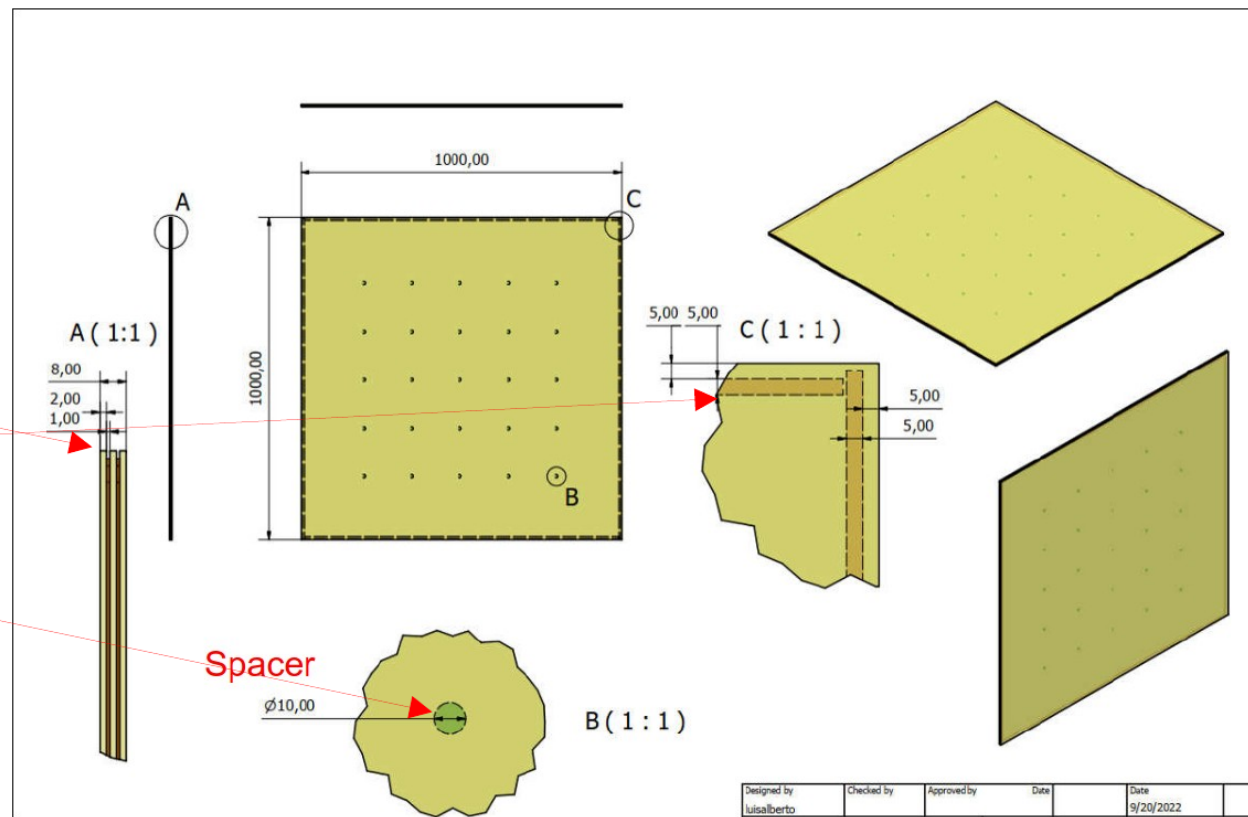 1000,00
A
C
1000,00
A ( 1:1 )
8,00
2,00
1,00
5,00 5,00
C ( 1 : 1 )
5,00
5,00
B
Spacer
Ø10,00
B ( 1 : 1 )
Designed by Checked by Approved by Date Date
luisalberto 9/20/2022